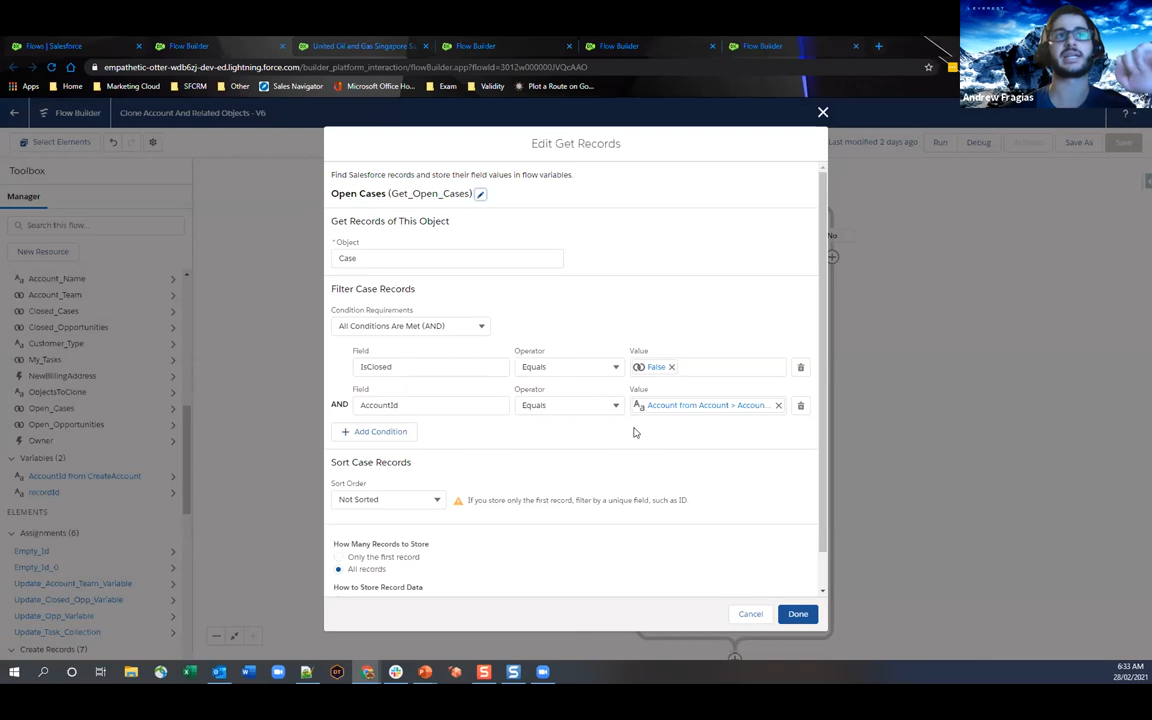 LEVEREST
Flows | Salesforce
Flow Builder
United Oil and Gas Singapore Su
Flow Builder
Flow Builder
Flow Builder
empathetic-otter-wdb6zj-dev-ed.lightning.force.com/builder_platform_interaction/flowBuilder.app?flowId=3012w000000IVQcAAO
Apps
Home
Marketing Cloud
SFCRM
Other
Sales Navigator
Microsoft Office Ho...
Exam
Validity
Plot a Route on Go...
Andrew Fragias
Flow Builder
Clone Account And Related Objects - V6
?
Select Elements
Last modified 2 days ago
Run
Debug
Save As
Save
Toolbox
Manager
Search this flow...
New Resource
Account_Name
Account_Team
Closed_Cases
Closed_Opportunities
Customer_Type
My_Tasks
NewBillingAddress
ObjectsToClone
Open_Cases
Open_Opportunities
Owner
Variables (2)
AccountId from CreateAccount
recordId
ELEMENTS
Assignments (6)
Empty_Id
Empty_Id_0
Update_Account_Team_Variable
Update_Closed_Opp_Variable
Update_Opp_Variable
Update_Task_Collection
Create Records (7)
Edit Get Records
Find Salesforce records and store their field values in flow variables.
Open Cases (Get_Open_Cases)
Get Records of This Object
* Object
Case
Filter Case Records
Condition Requirements
All Conditions Are Met (AND)
Field
Operator
Value
IsClosed
Equals
False
Field
Operator
Value
AND
AccountId
Equals
Account from Account > Accoun...
+ Add Condition
Sort Case Records
Sort Order
Not Sorted
If you store only the first record, filter by a unique field, such as ID.
How Many Records to Store
Only the first record
All records
How to Store Record Data
Cancel
Done
No
6:33 AM
28/02/2021